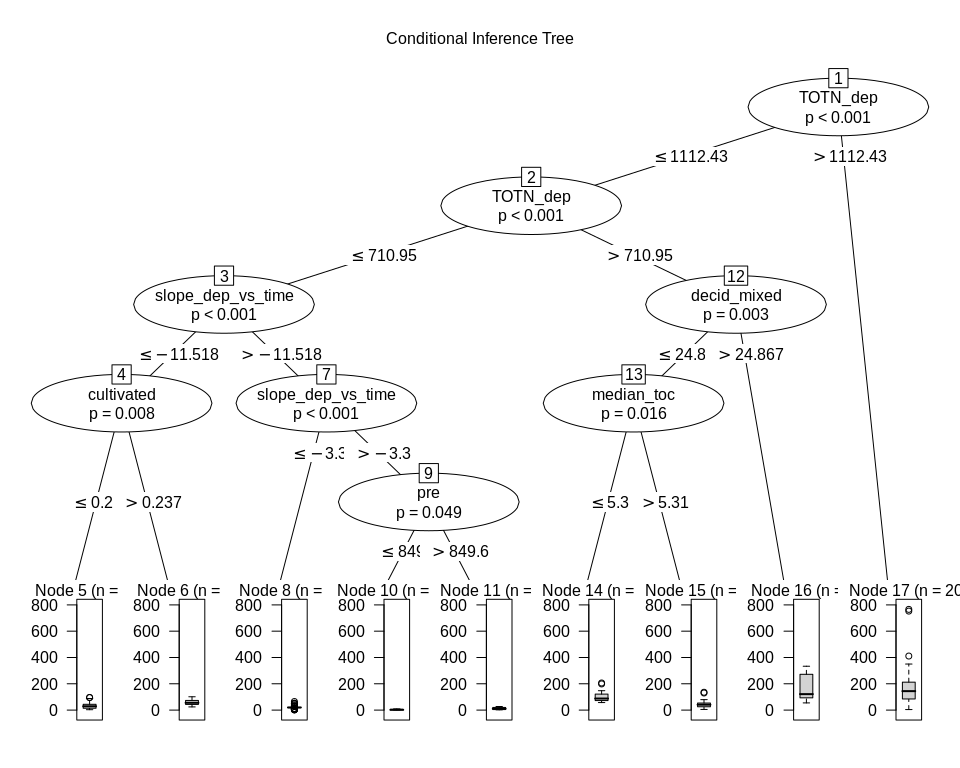 Conditional Inference Tree
1
TOTN_dep
p < 0.001
≤ 1112.43
> 1112.43
2
TOTN_dep
p < 0.001
≤ 710.95
> 710.95
3
slope_dep_vs_time
p < 0.001
12
decid_mixed
p = 0.003
≤ −11.518
> −11.518
≤ 24.8
> 24.867
4
cultivated
p = 0.008
7
slope_dep_vs_time
p < 0.001
13
median_toc
p = 0.016
≤ −3.3
> −3.3
9
pre
p = 0.049
≤ 0.2
> 0.237
≤ 5.3
> 5.31
≤ 849
> 849.6
Node 5 (n =
Node 6 (n =
Node 8 (n =
Node 10 (n =
Node 11 (n =
Node 14 (n =
Node 15 (n =
Node 16 (n =
Node 17 (n = 20
800 800 800 800 800 800 800 800 800
600 600 600 600 600 600 600 600 600
400 400 400 400 400 400 400 400 400
200 200 200 200 200 200 200 200 200
0 0 0 0 0 0 0 0 0